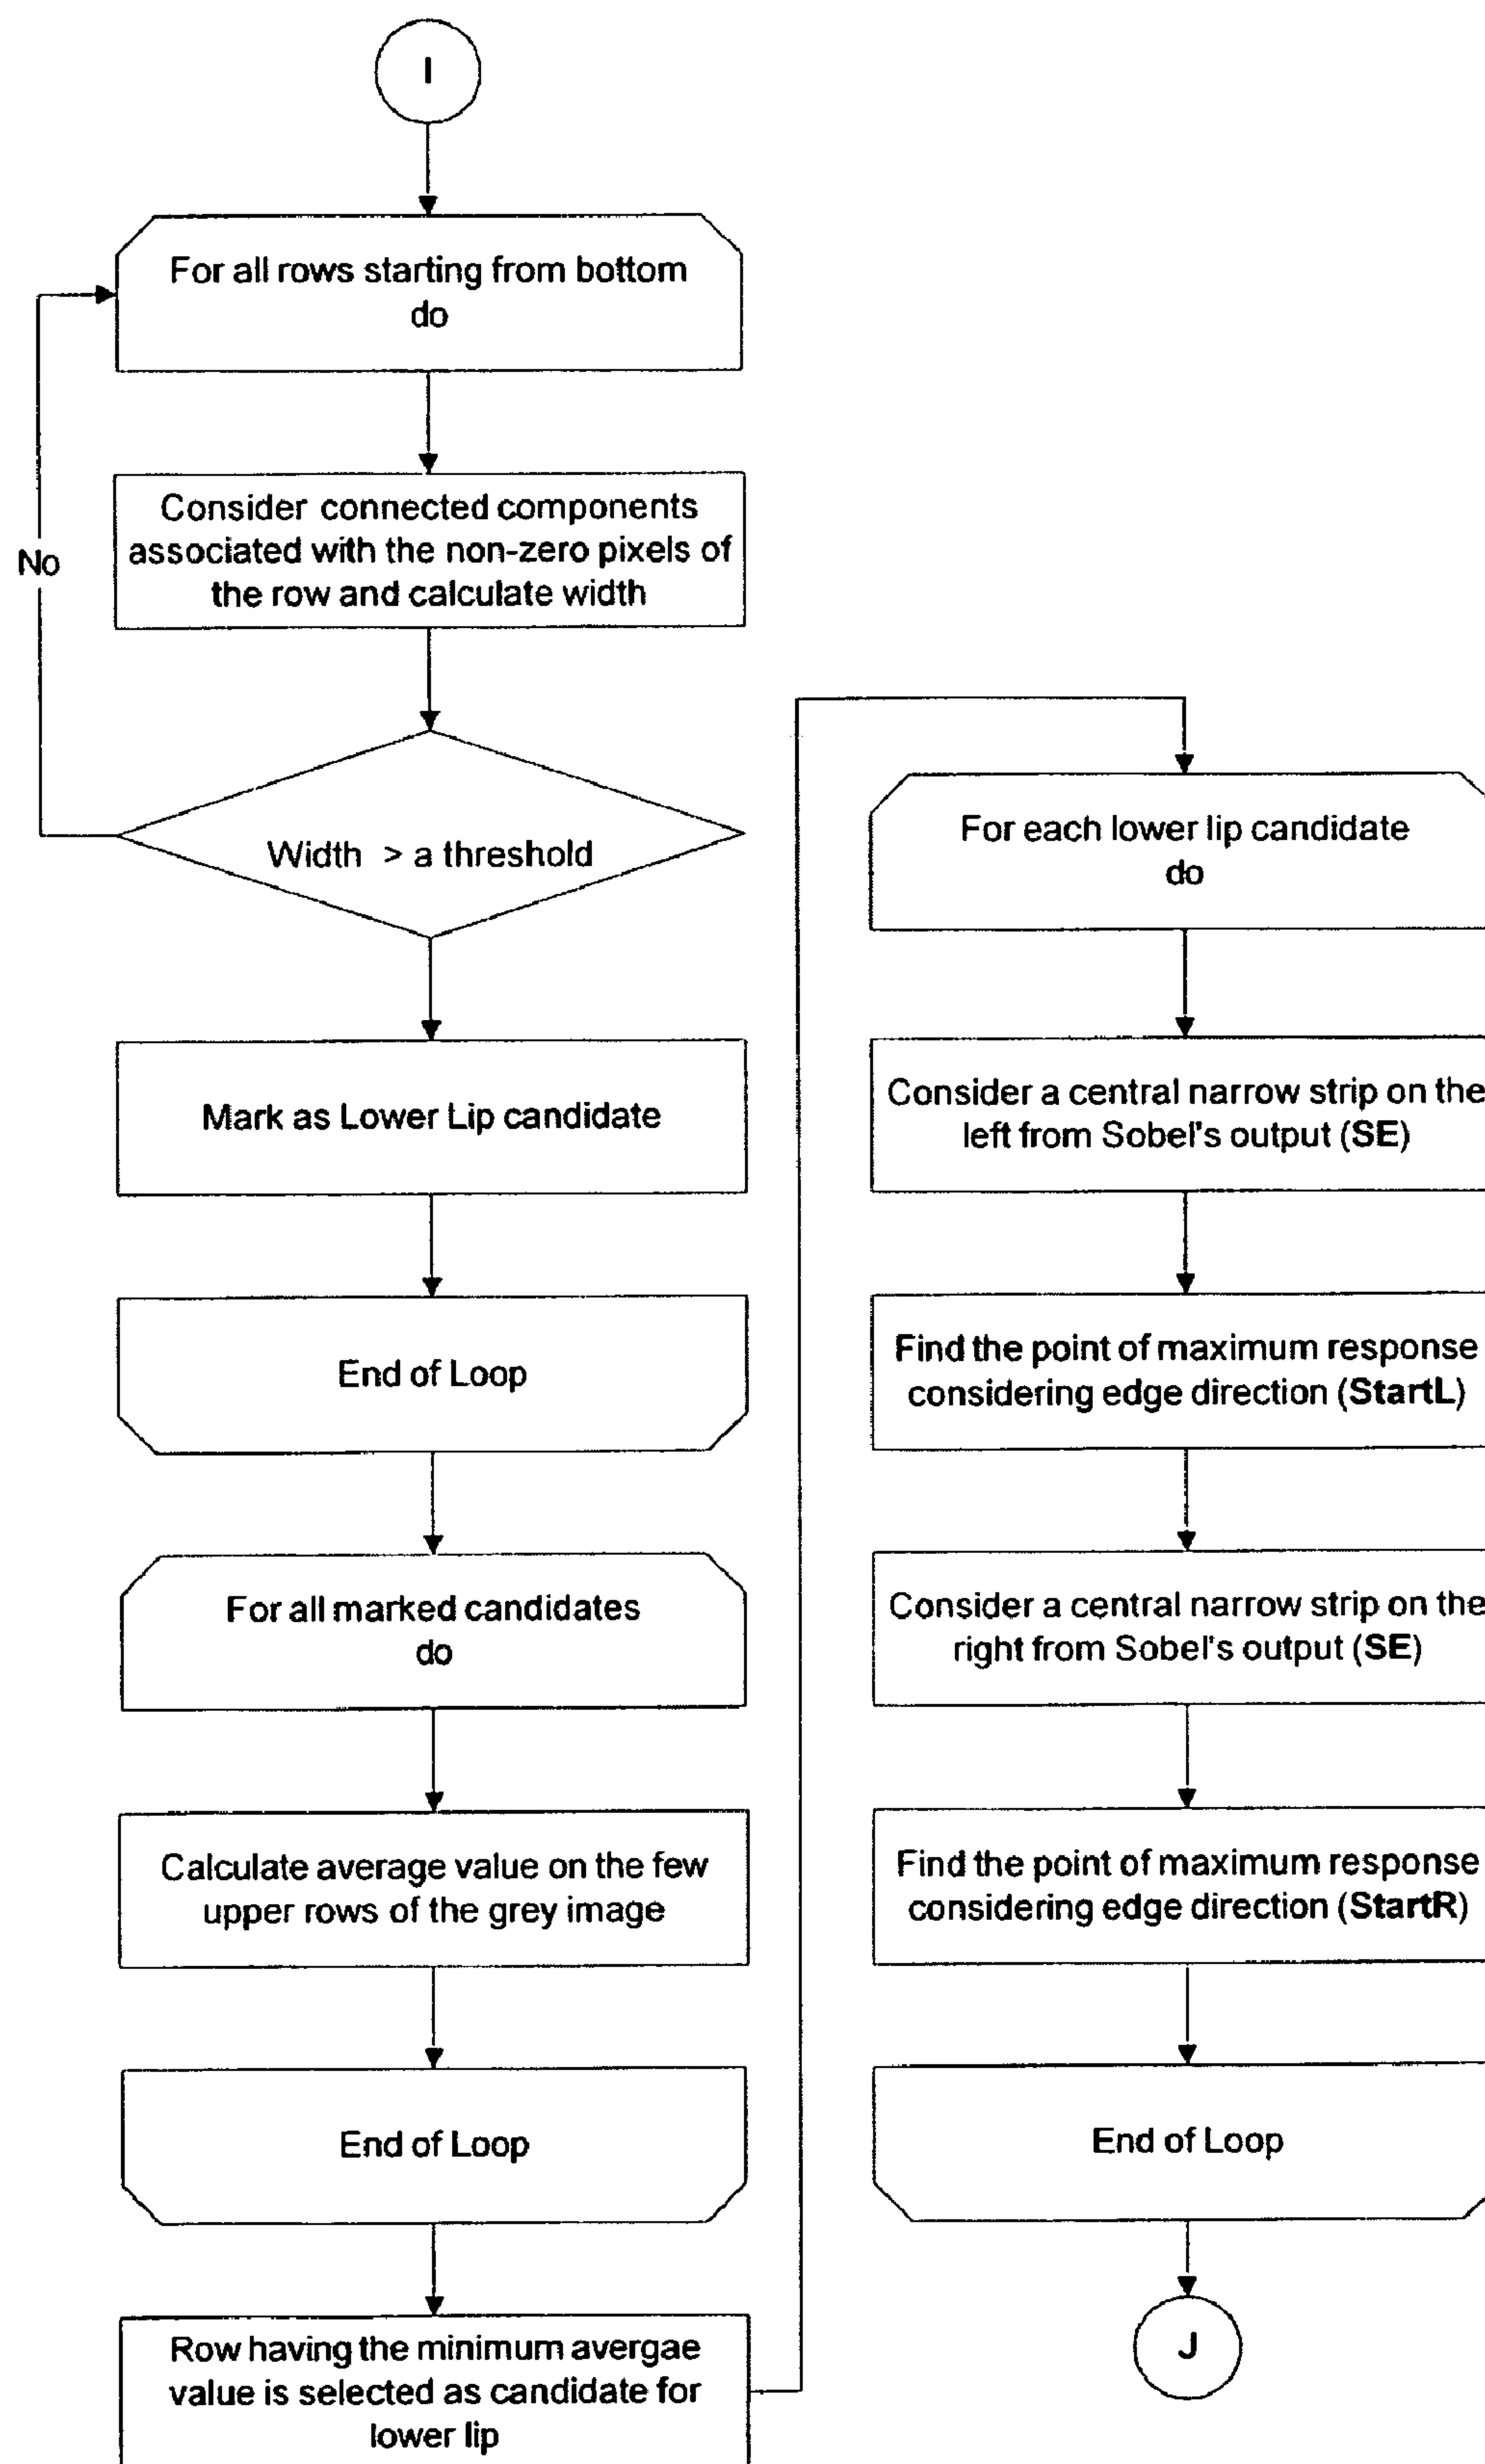 I
For all rows starting from bottom
do
Consider connected components
associated with the non-zero pixels of
the row and calculate width
No
Width > a threshold
Mark as Lower Lip candidate
End of Loop
For all marked candidates
do
Calculate average value on the few
upper rows of the grey image
End of Loop
Row having the minimum avergae
value is selected as candidate for
lower lip
For each lower lip candidate
do
Consider a central narrow strip on the
left from Sobel's output (SE)
Find the point of maximum response
considering edge direction (StartL)
Consider a central narrow strip on the
right from Sobel's output (SE)
Find the point of maximum response
considering edge direction (StartR)
End of Loop
J